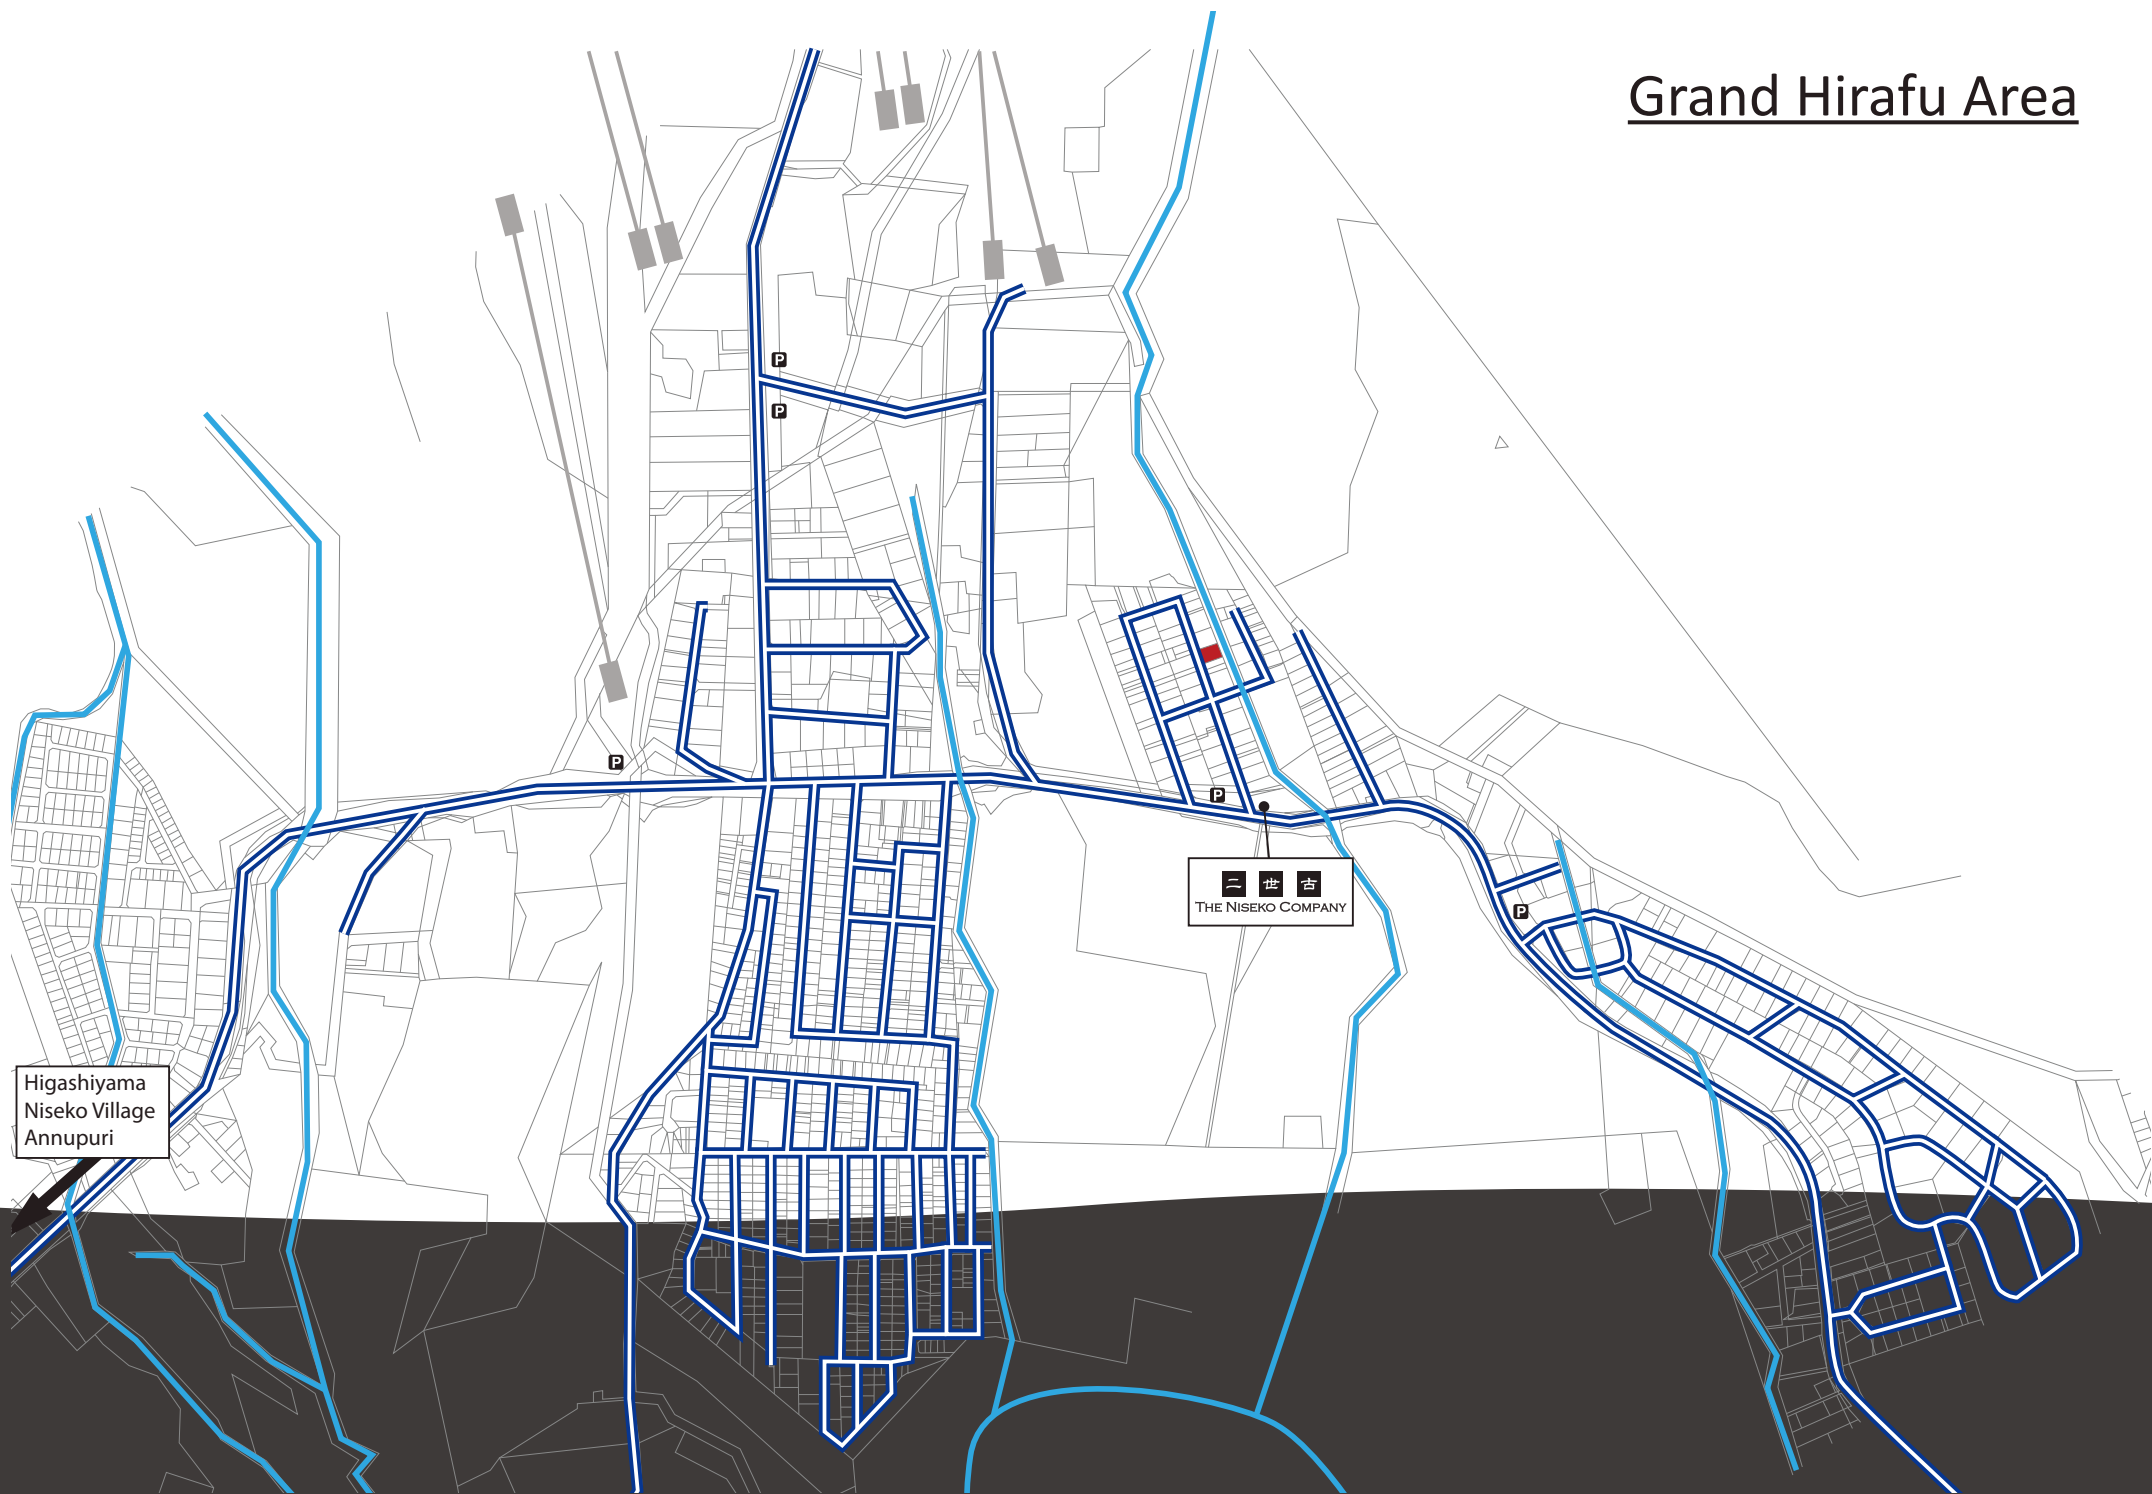 Grand Hirafu Area
P
P
P
P
二 世 古
THE NISEKO COMPANY
P
Higashiyama
Niseko Village
Annupuri